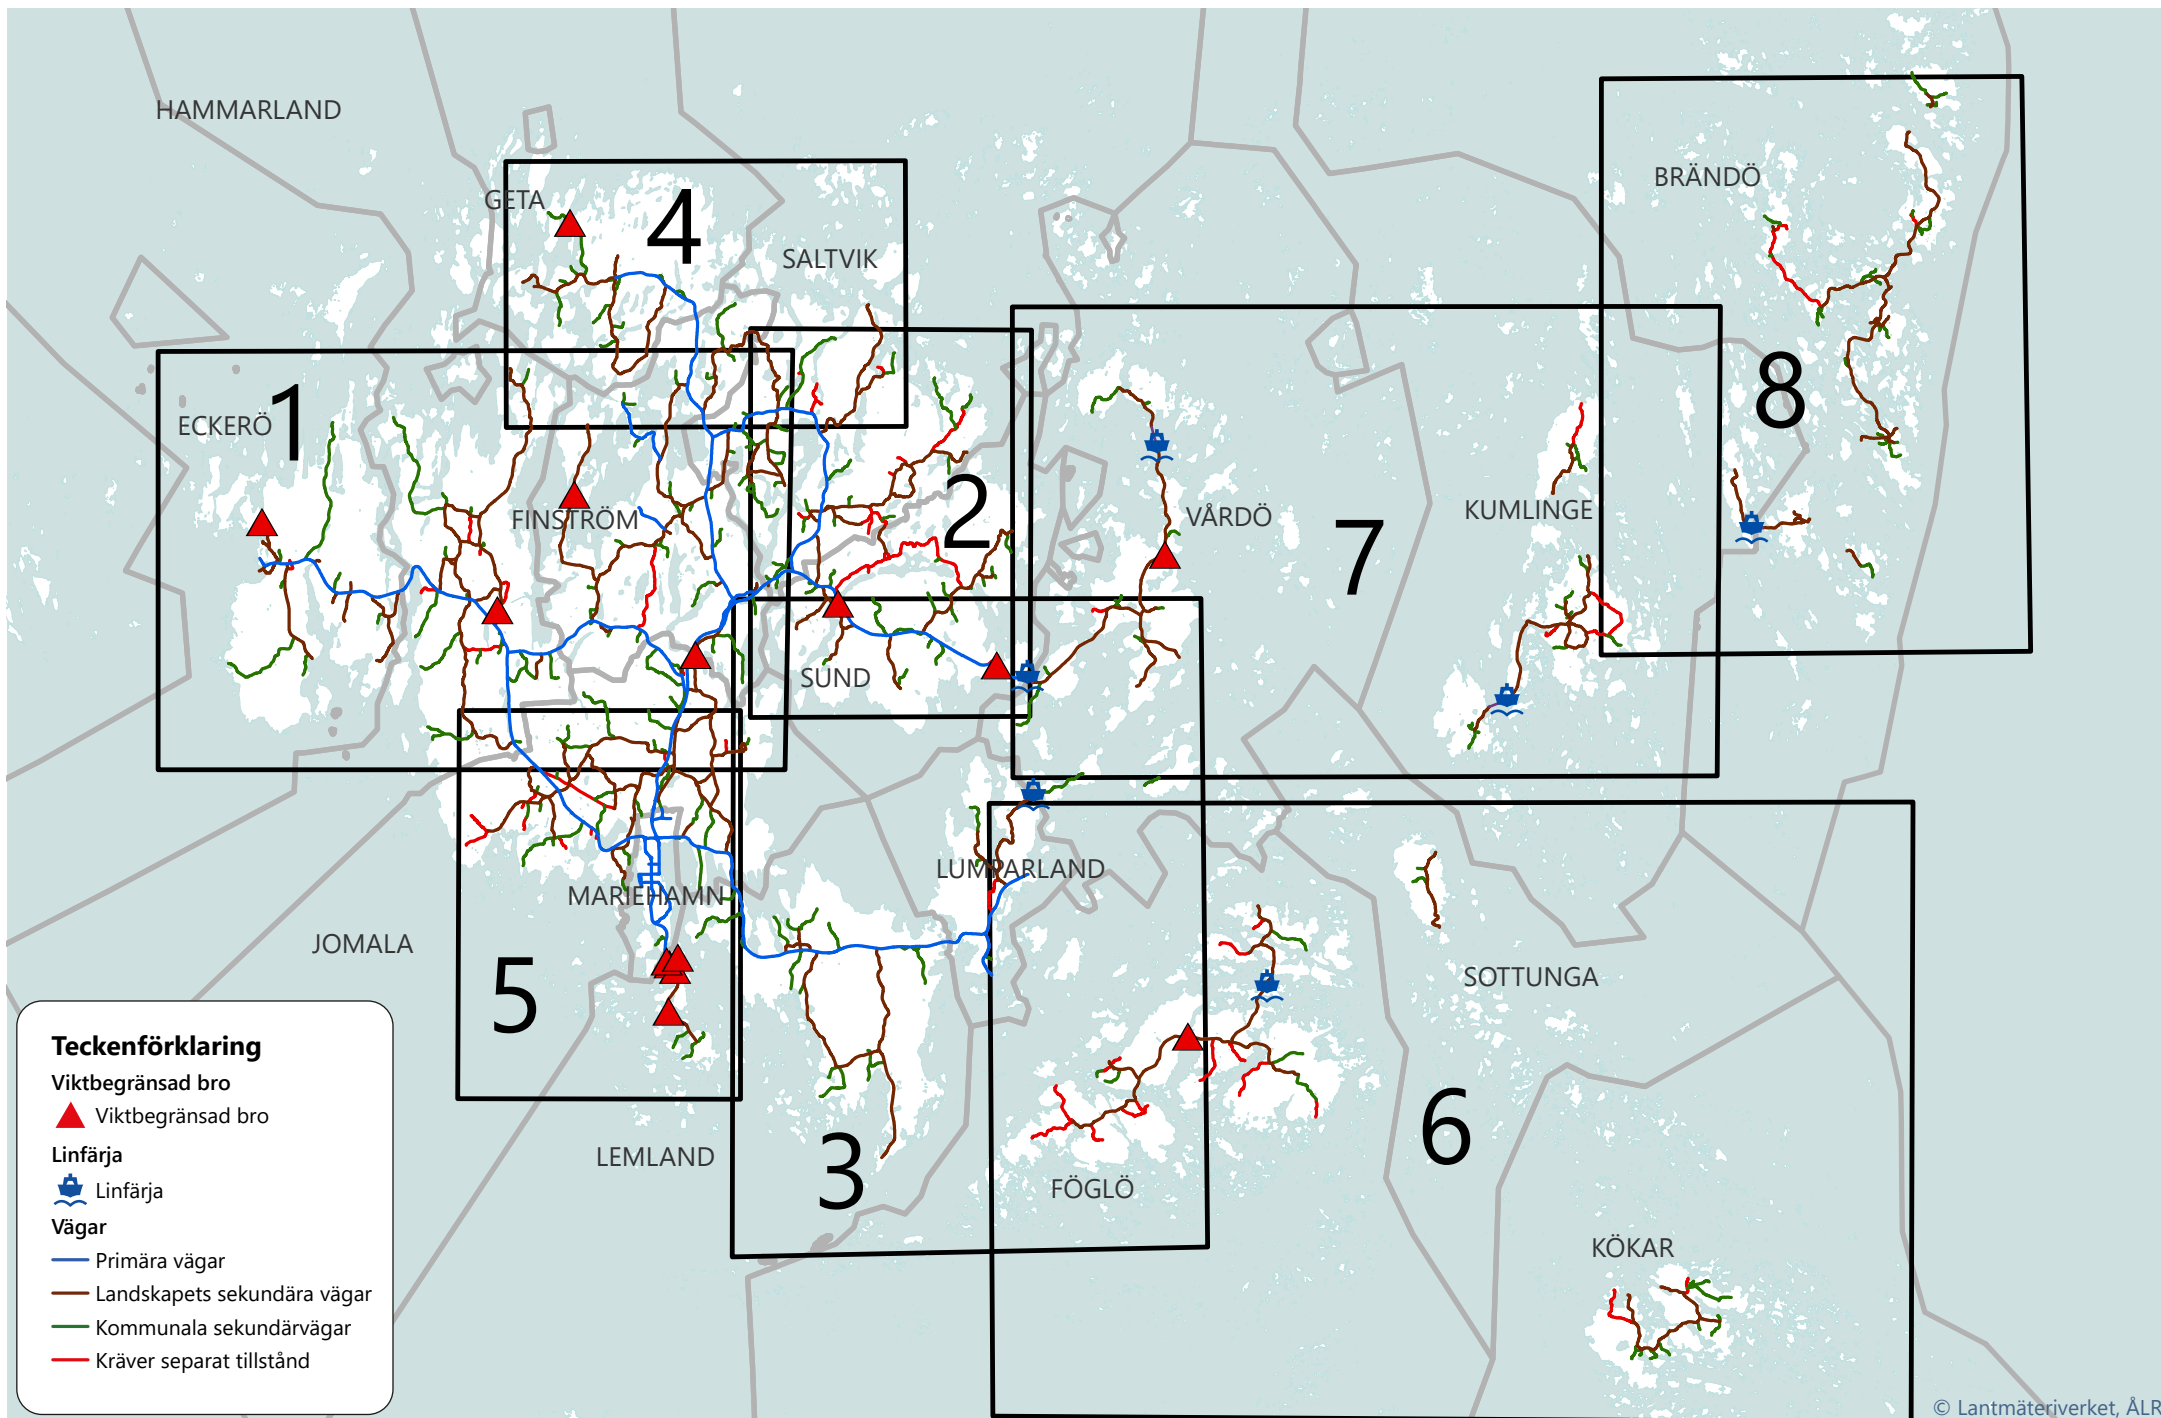 HAMMARLAND
BRÄNDÖ
GETA
4
SALTVIK
1
ECKERÖ
8
2
FINSTRÖM
VÅRDÖ
7
KUMLINGE
SUND
LUMPARLAND
MARIEHAMN
JOMALA
5
SOTTUNGA
6
LEMLAND
3
FÖGLÖ
KÖKAR
Teckenförklaring
Viktbegränsad bro
Viktbegränsad bro
Linfärja
Linfärja
Vägar
Primära vägar
Landskapets sekundära vägar
Kommunala sekundärvägar
Kräver separat tillstånd
© Lantmäteriverket, ÅLR